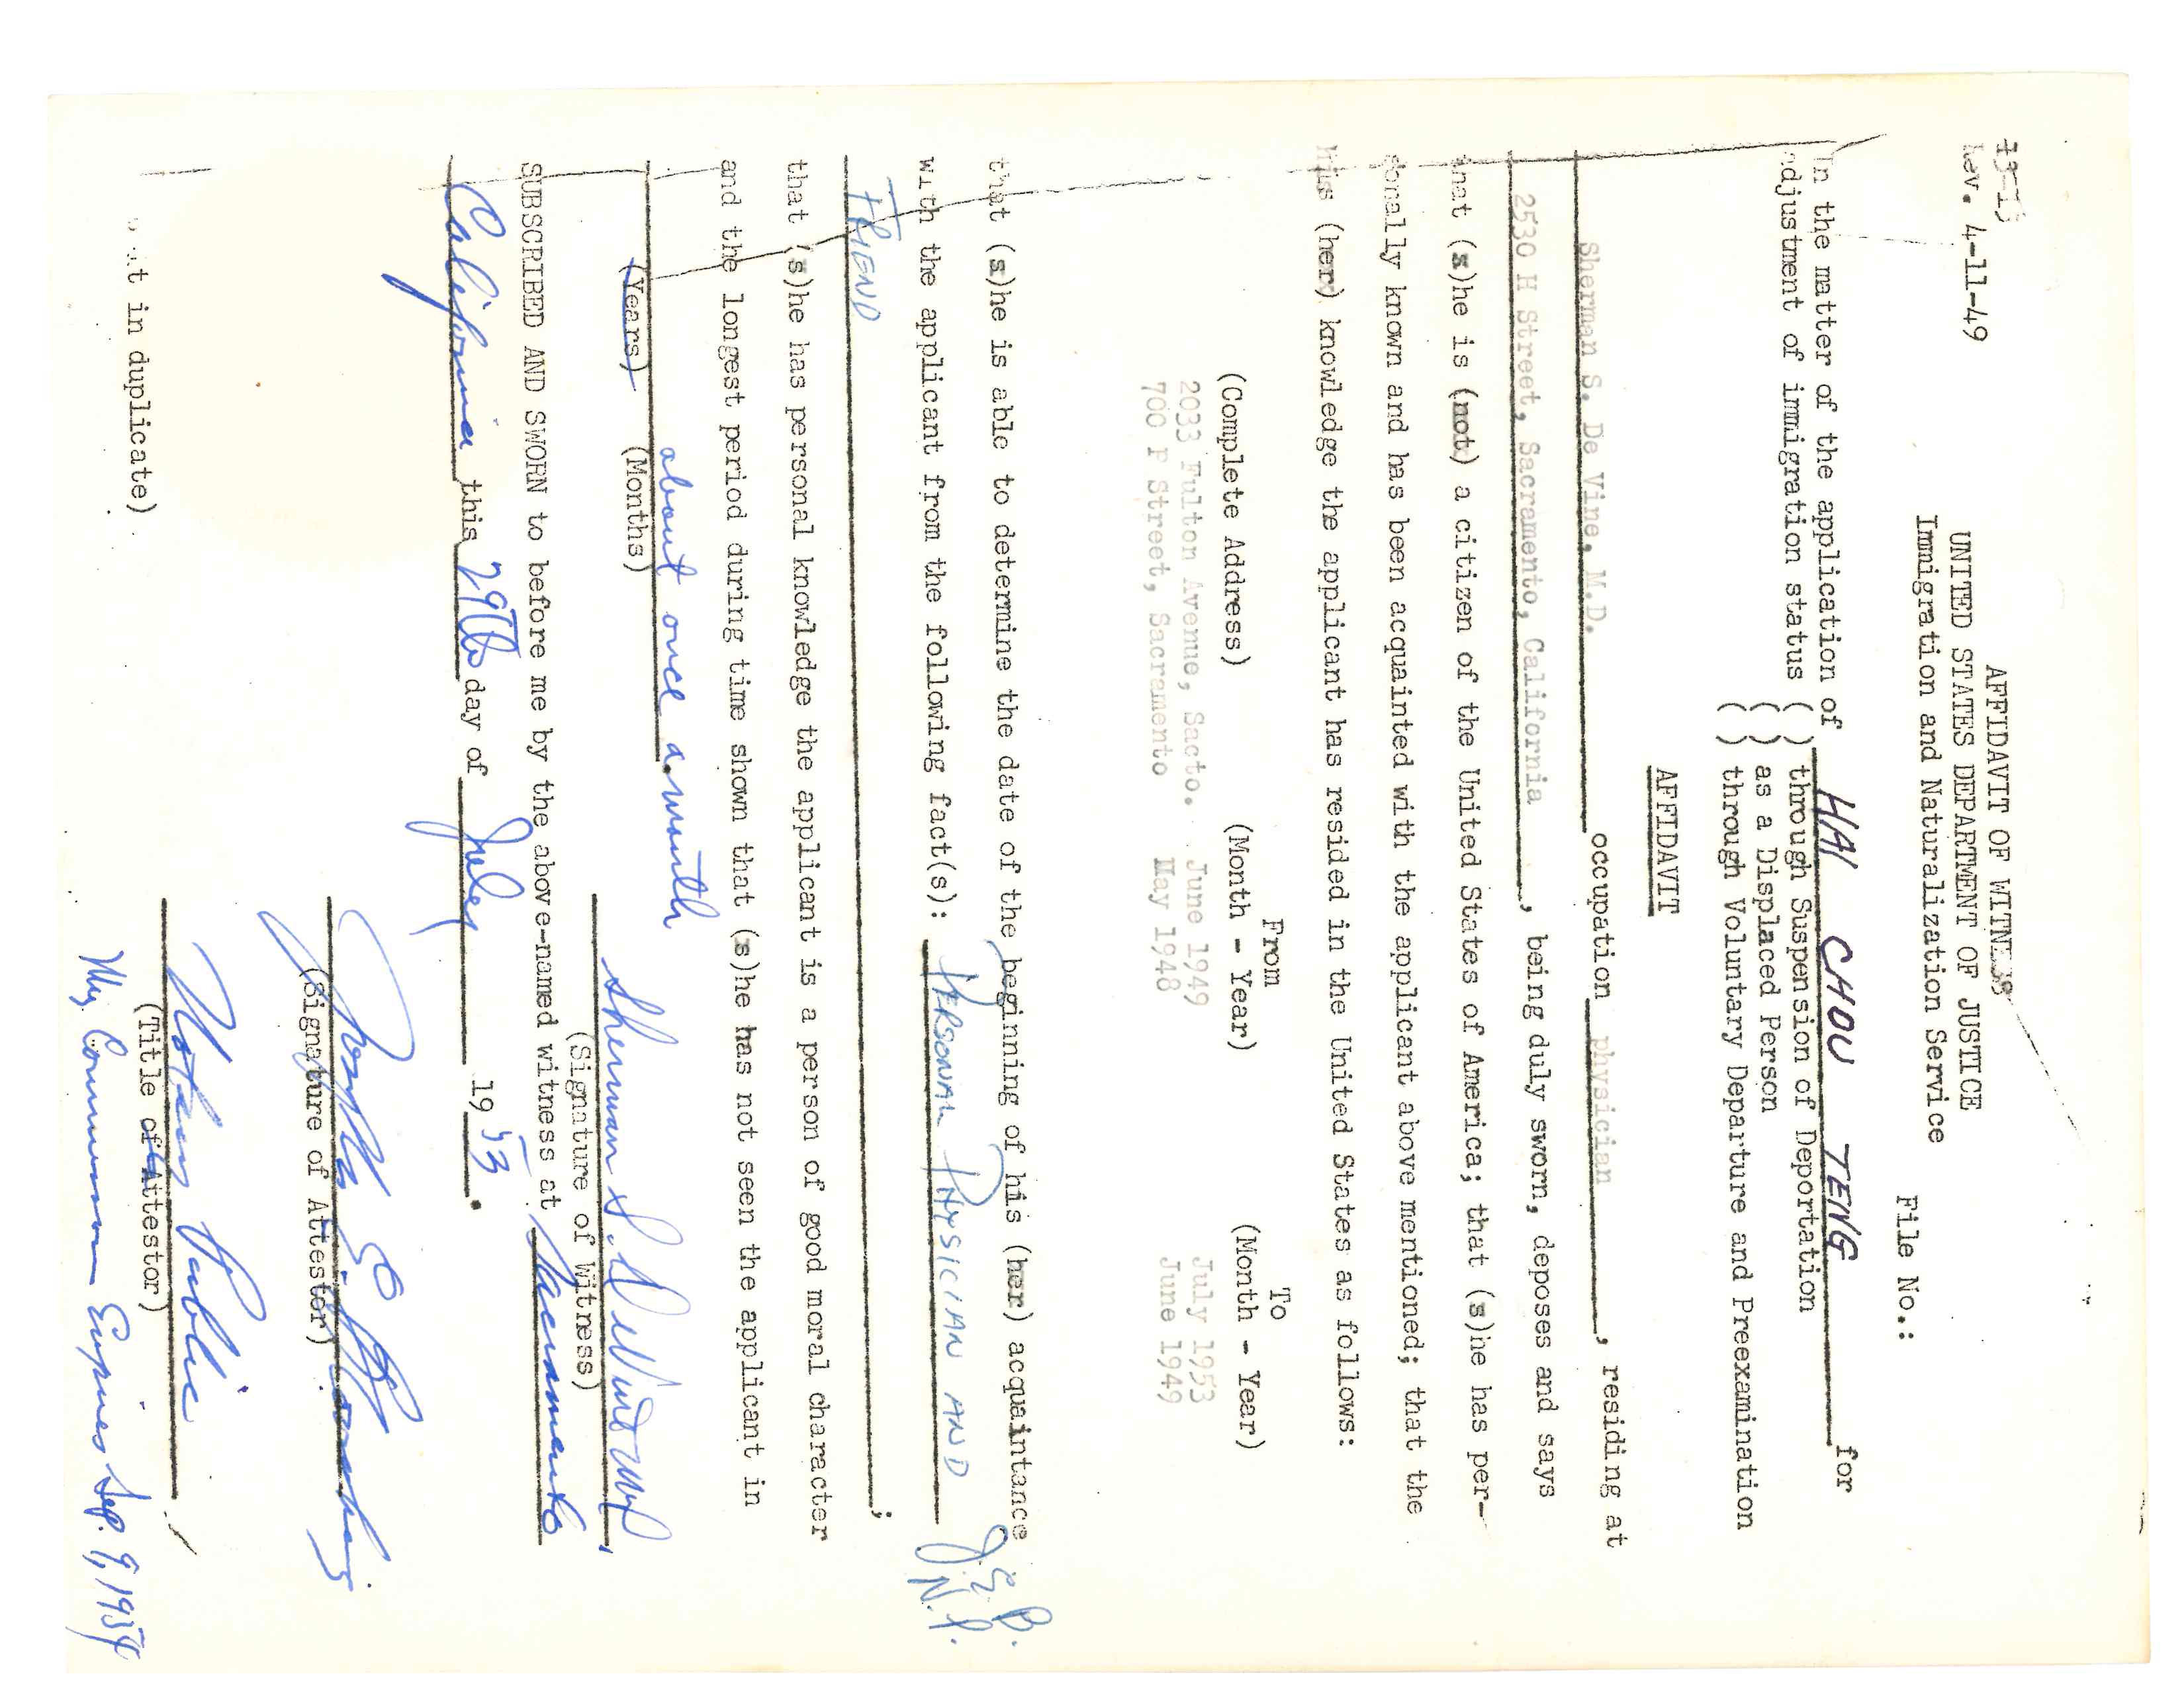 13-15
Rev. 4-11-49
AFFIDAVIT OF WITNESS
UNITED STATES DEPARTMENT OF JUSTICE
Immigration and Naturalization Service
File No.:
In the matter of the application of HAI CHOU TENG for
adjustment of immigration status ( ) through Suspension of Deportation
( ) as a Displaced Person
( ) through Voluntary Departure and Preexamination
AFFIDAVIT
Sherman S. De Vine, M.D. occupation physician, residing at
2530 H Street, Sacramento, California, being duly sworn, deposes and says
that (s)he is (not) a citizen of the United States of America; that (s)he has per-
sonally known and has been acquainted with the applicant above mentioned; that the
his (her) knowledge the applicant has resided in the United States as follows:
From To
(Complete Address) (Month - Year) (Month - Year)
2033 Fulton Avenue, Sacto. June 1949 July 1953
700 P Street, Sacramento May 1948 June 1949
that (s)he is able to determine the date of the beginning of his (her) acquaintance J.E.B.
with the applicant from the following fact(s): PERSONAL PHYSICIAN AND N.P.
FRIEND ;
that (s)he has personal knowledge the applicant is a person of good moral character
and the longest period during time shown that (s)he has not seen the applicant in
about once a month
(Years) (Months)
Sherman S. DeVine MD,
(Signature of Witness)
SUBSCRIBED AND SWORN to before me by the above-named witness at Sacramento
California this 29th day of July 1953.
Joseph E.
(Signature of Attestor)
Notary Public
(Title of Attestor)
t in duplicate)
My Commission Expires Sep. 9, 1954